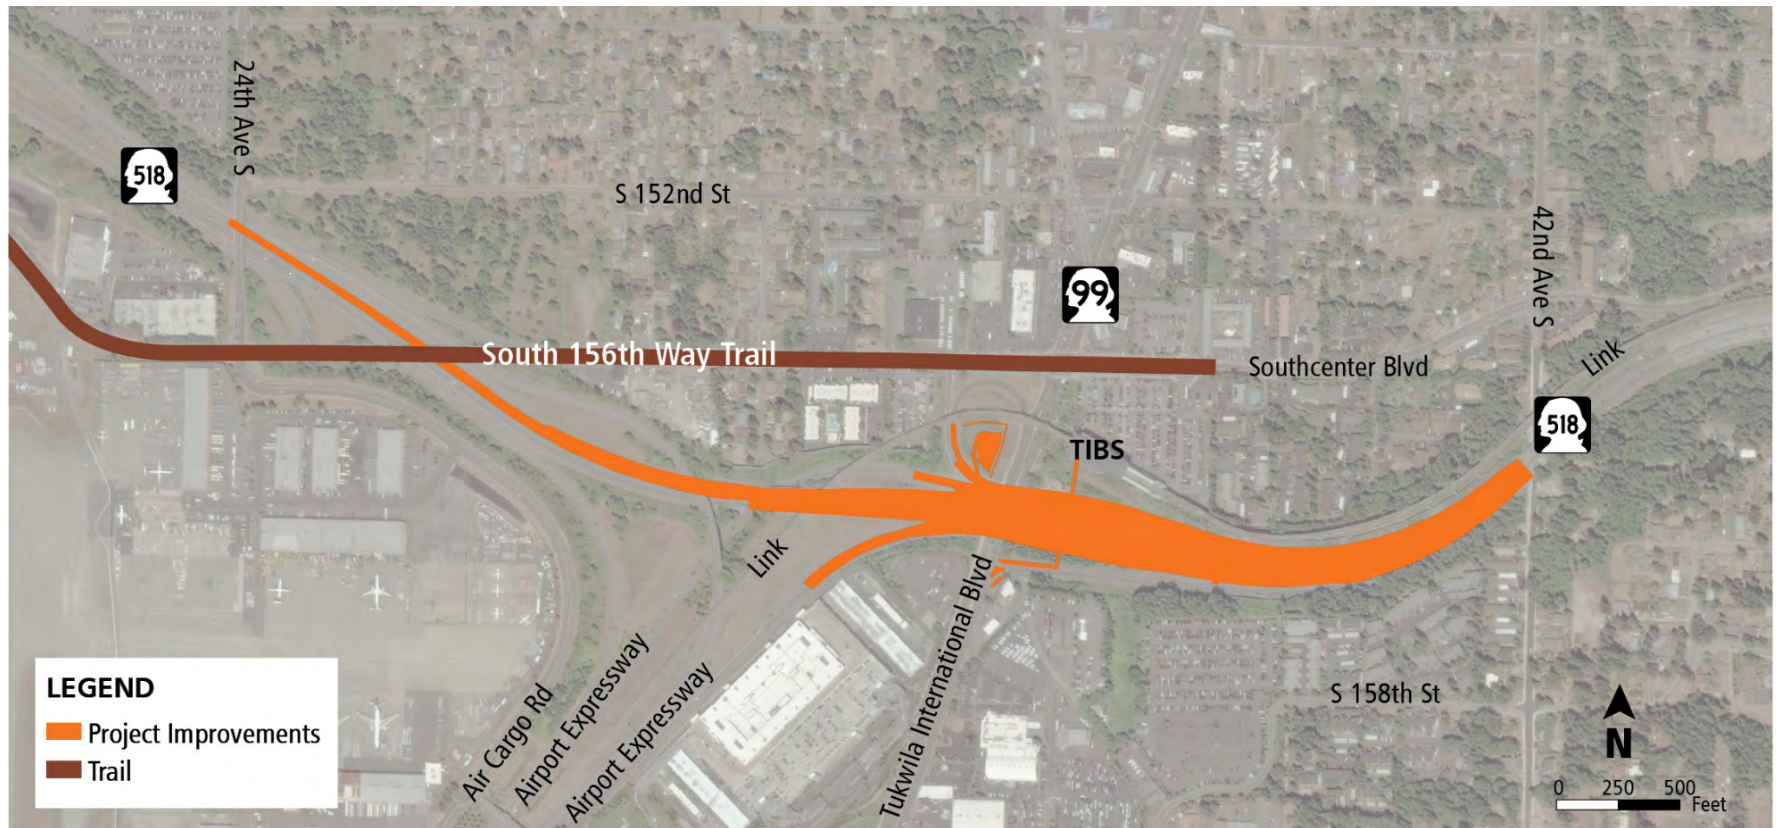 24th Ave S
518
S 152nd St
42nd Ave S
99
South 156th Way Trail
Southcenter Blvd
Link
518
TIBS
Link
Tukwila International Blvd
LEGEND
Project Improvements
Trail
Air Cargo Rd
Airport Expressway
Airport Expressway
S 158th St
N
0 250 500
Feet